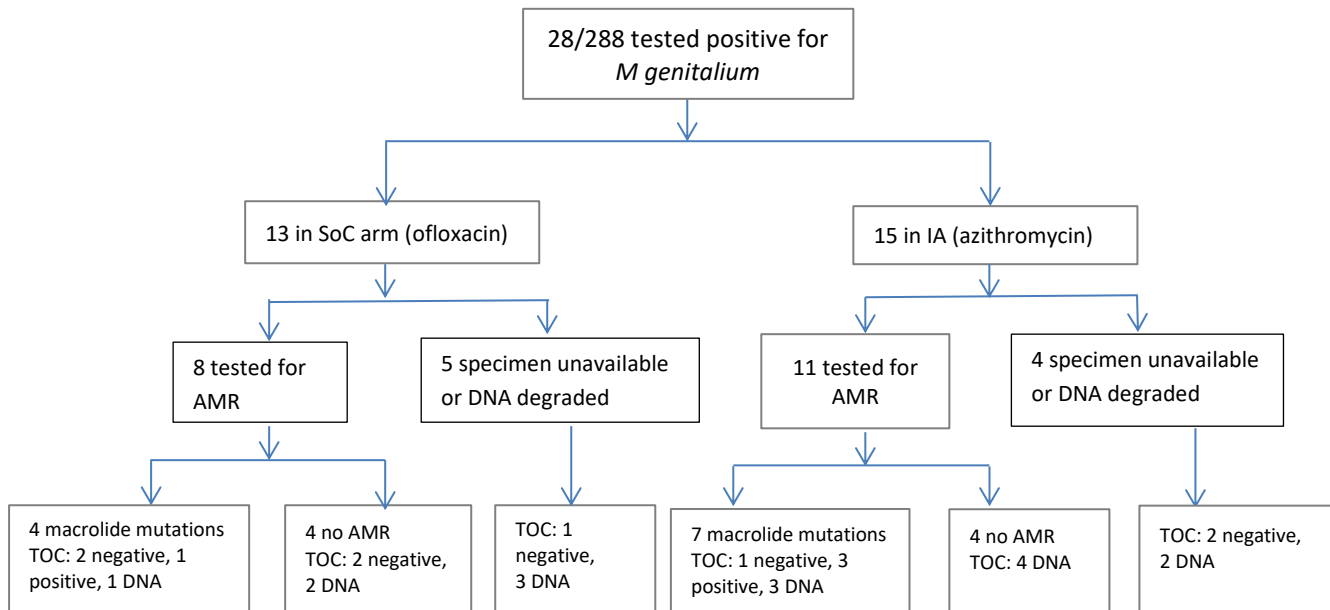 28/288 tested positive for
M genitalium
13 in SoC arm (ofloxacin)
15 in IA (azithromycin)
8 tested for
AMR
5 specimen unavailable
or DNA degraded
11 tested for
AMR
4 specimen unavailable
or DNA degraded
4 macrolide mutations
TOC: 2 negative, 1
positive, 1 DNA
4 no AMR
TOC: 2 negative,
2 DNA
TOC: 1
negative,
3 DNA
7 macrolide mutations
TOC: 1 negative, 3
positive, 3 DNA
4 no AMR
TOC: 4 DNA
TOC: 2 negative,
2 DNA